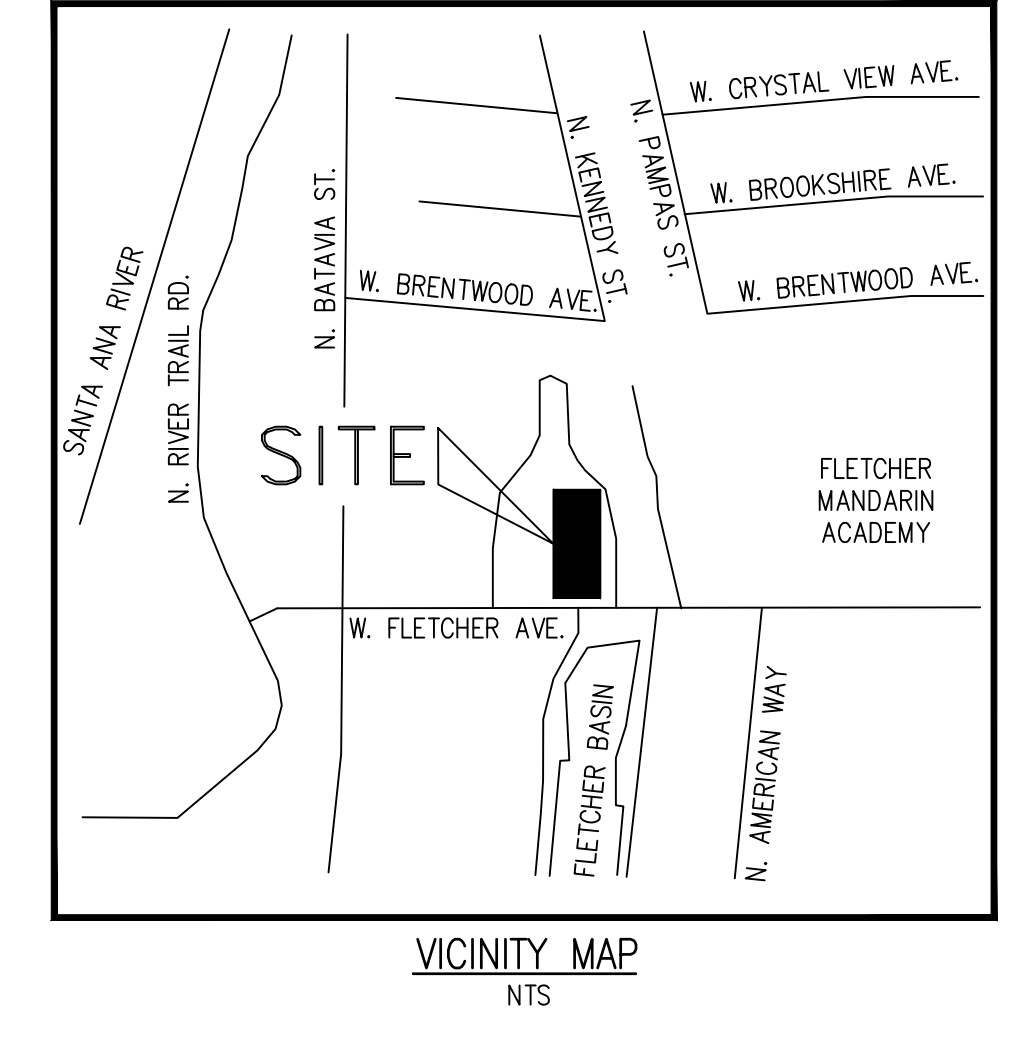 W. CRYSTAL VIEW AVE.
N. KENNEDY ST.
N. PAMPAS ST.
W. BROOKSHIRE AVE.
N. BATAVIA ST.
SANTA ANA RIVER
N. RIVER TRAIL RD.
W. BRENTWOOD AVE.
W. BRENTWOOD AVE.
SITE
FLETCHER
MANDARIN
ACADEMY
W. FLETCHER AVE.
FLETCHER BASIN
N. AMERICAN WAY
VICINITY MAP
NTS